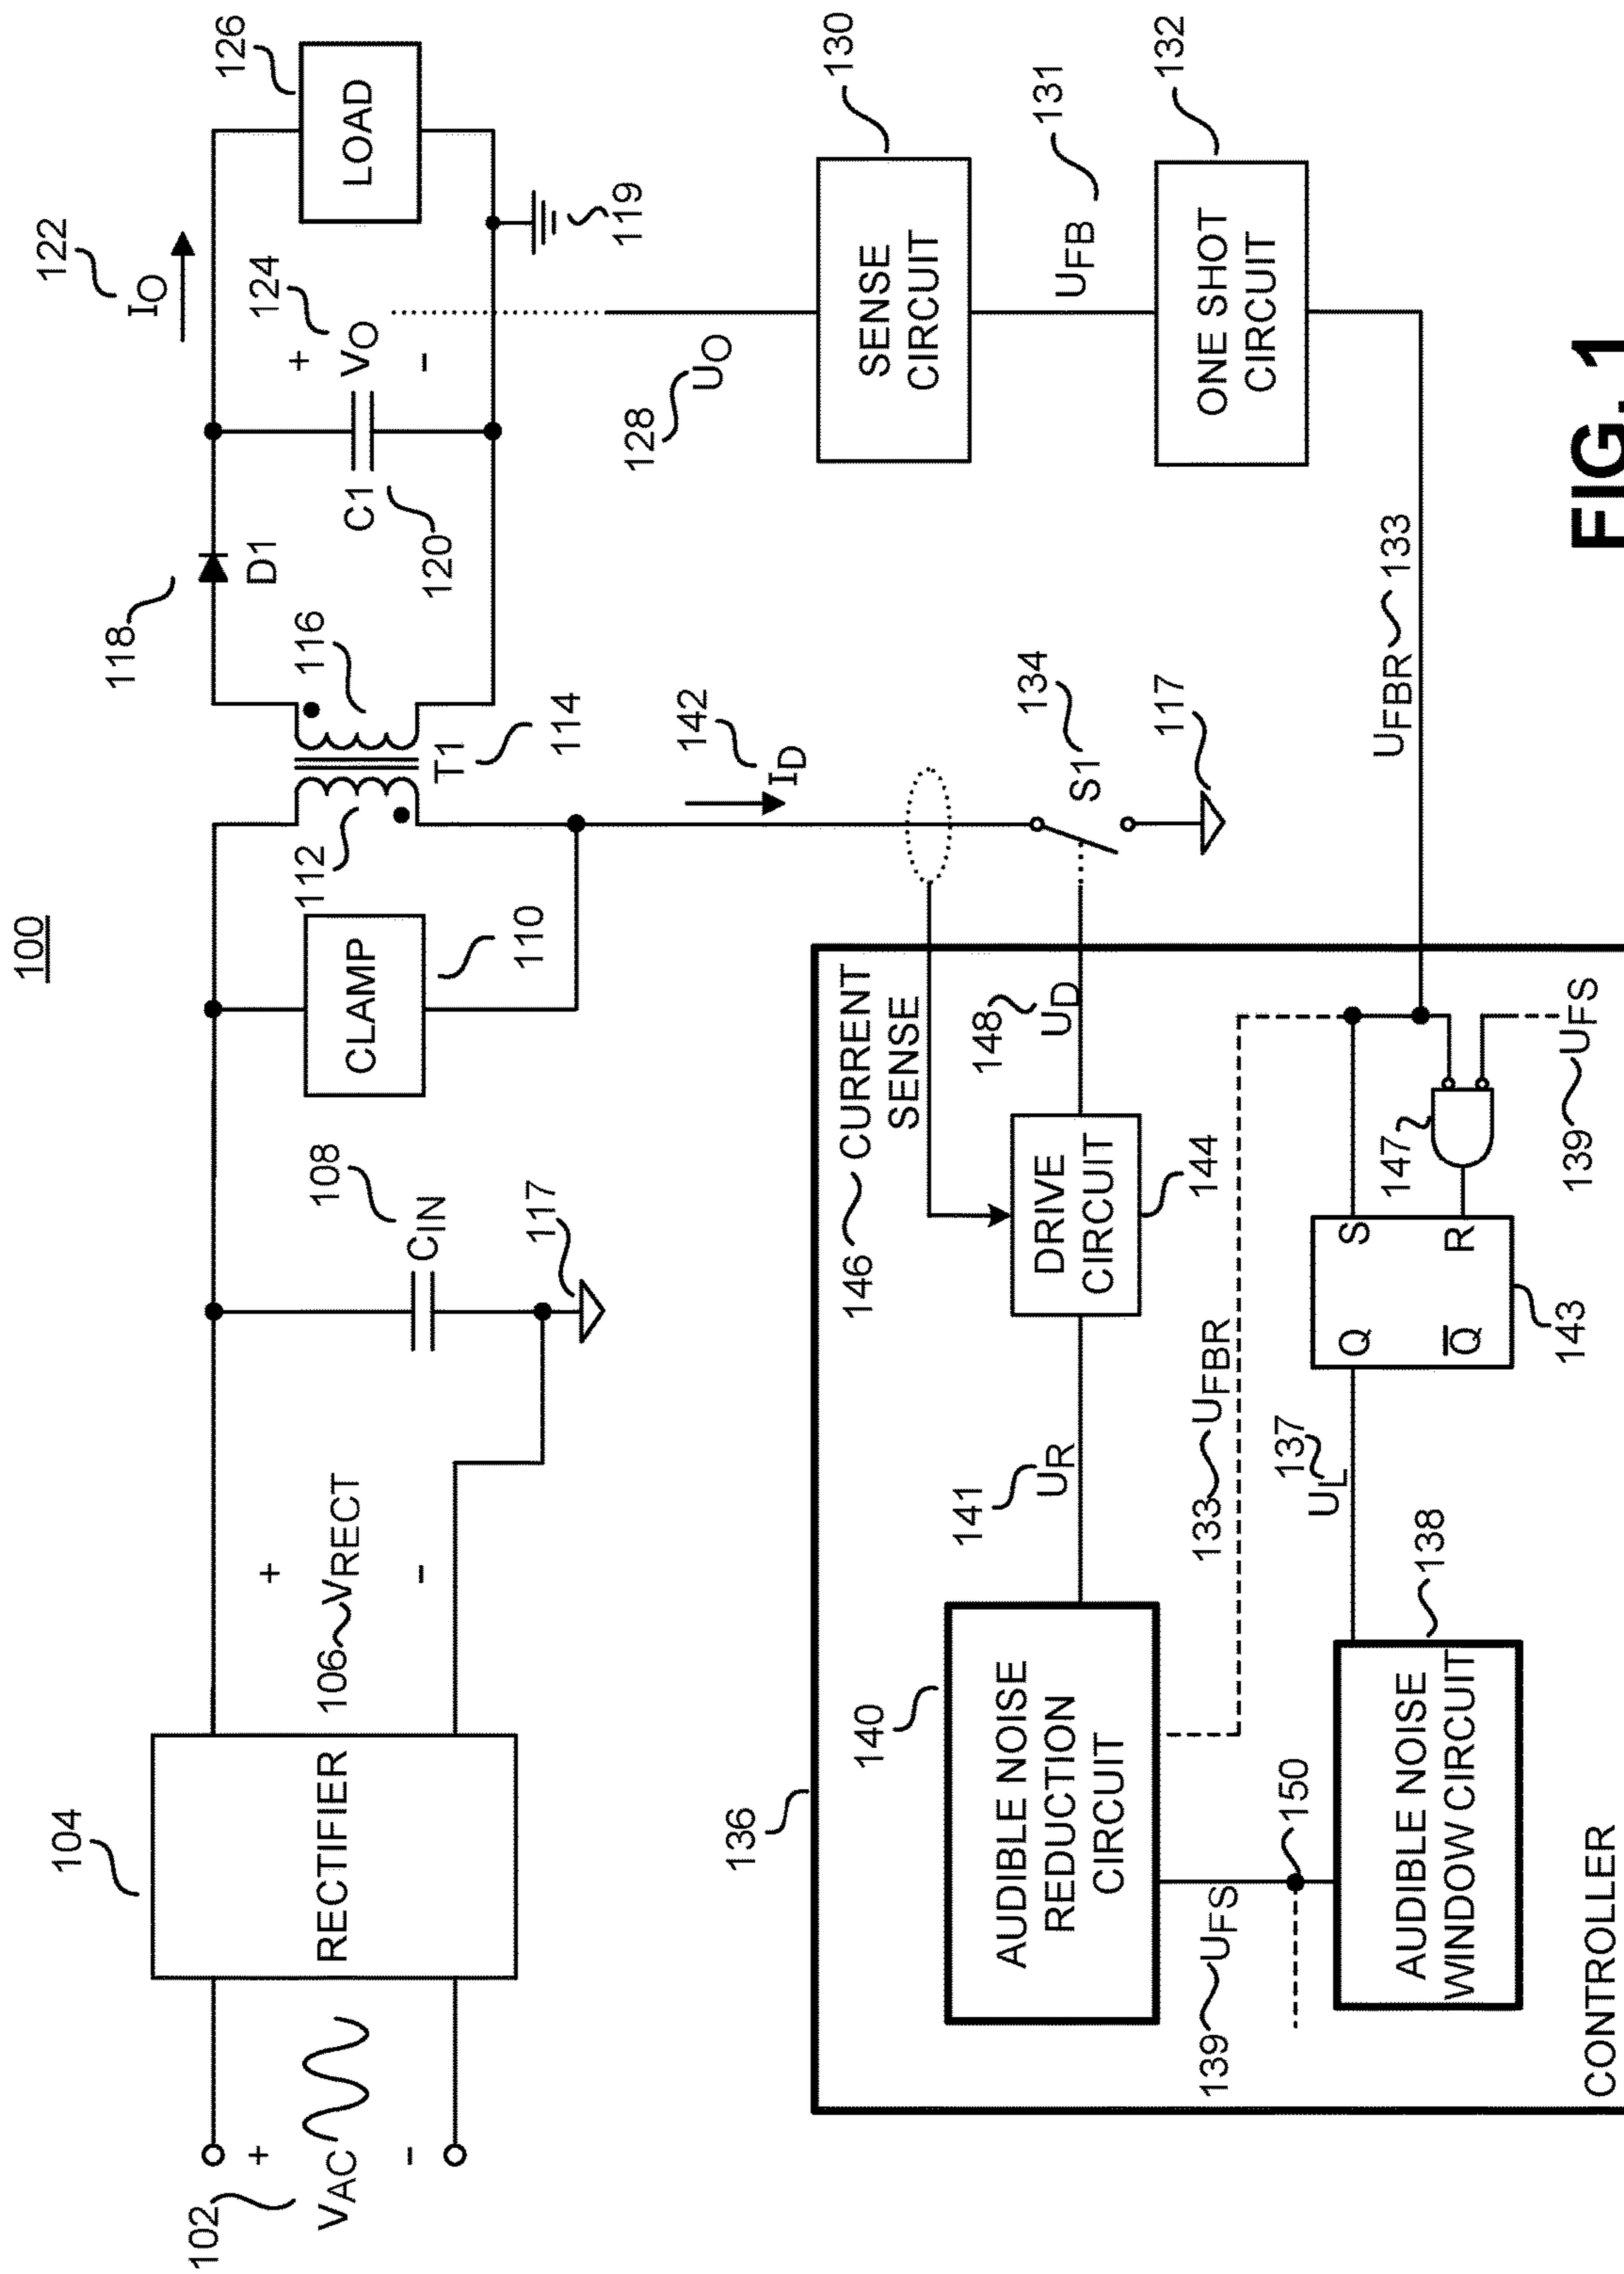 100
102
VAC
+
-
104
RECTIFIER
+
106 VRECT
-
108
CIN
117
CLAMP
110
112
T1
114
116
118
D1
C1
120
+
VO
124
-
IO
122
LOAD
126
119
128
UO
SENSE
CIRCUIT
130
UFB
131
ONE SHOT
CIRCUIT
132
UFBR 133
142
ID
S1
134
117
136
146 CURRENT
SENSE
148
UD
DRIVE
CIRCUIT
144
141
UR
140
AUDIBLE NOISE
REDUCTION
CIRCUIT
133 UFBR
139 UFS
150
AUDIBLE NOISE
WINDOW CIRCUIT
138
137
UL
Q
S
Q
R
143
147
139 UFS
CONTROLLER
FIG. 1